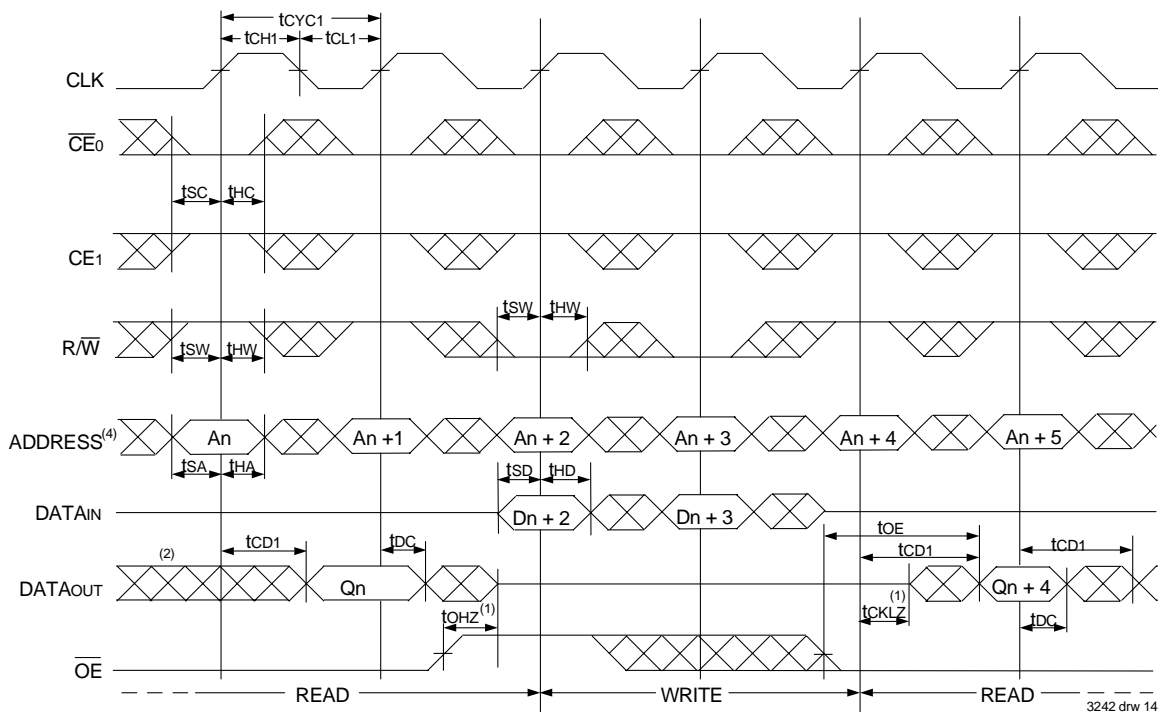 tCYC1
tCH1 tCL1
CLK
CE0
tSC tHC
CE1
tSW tHW
R/W
tSW tHW
ADDRESS(4) An An + 1 An + 2 An + 3 An + 4 An + 5
tSA tHA tSD tHD
DATAIN Dn + 2 Dn + 3
tOE
(2) tCD1 tDC tCD1 tCD1
DATAOUT Qn Qn + 4
tOHZ(1) tCKLZ(1) tDC
OE
READ WRITE READ
3242 drw 14